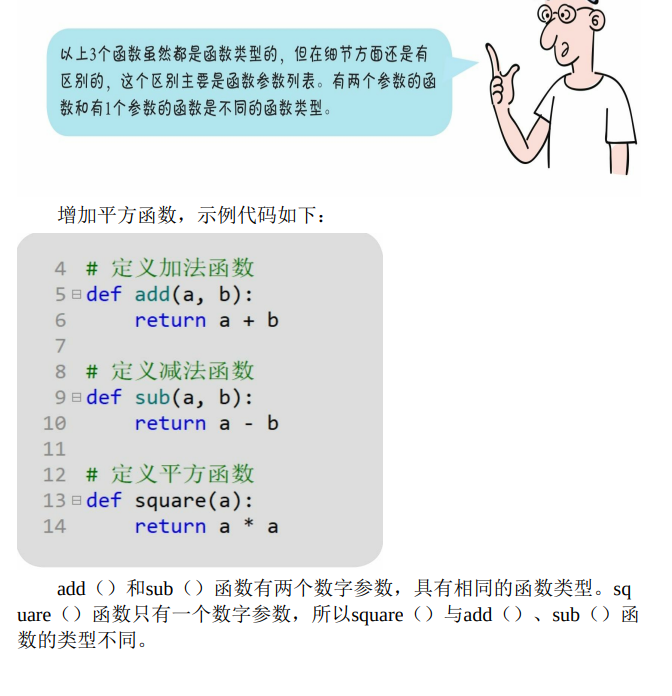 以上3个函数虽然都是函数类型的，但在细节方面还是有
区别的，这个区别主要是函数参数列表。有两个参数的函
数和有1个参数的函数是不同的函数类型。
增加平方函数，示例代码如下：
4 # 定义加法函数
5 def add(a, b):
6     return a + b
7
8 # 定义减法函数
9 def sub(a, b):
10     return a - b
11
12 # 定义平方函数
13 def square(a):
14     return a * a
add（）和sub（）函数有两个数字参数，具有相同的函数类型。sq
uare（）函数只有一个数字参数，所以square（）与add（）、sub（）函
数的类型不同。